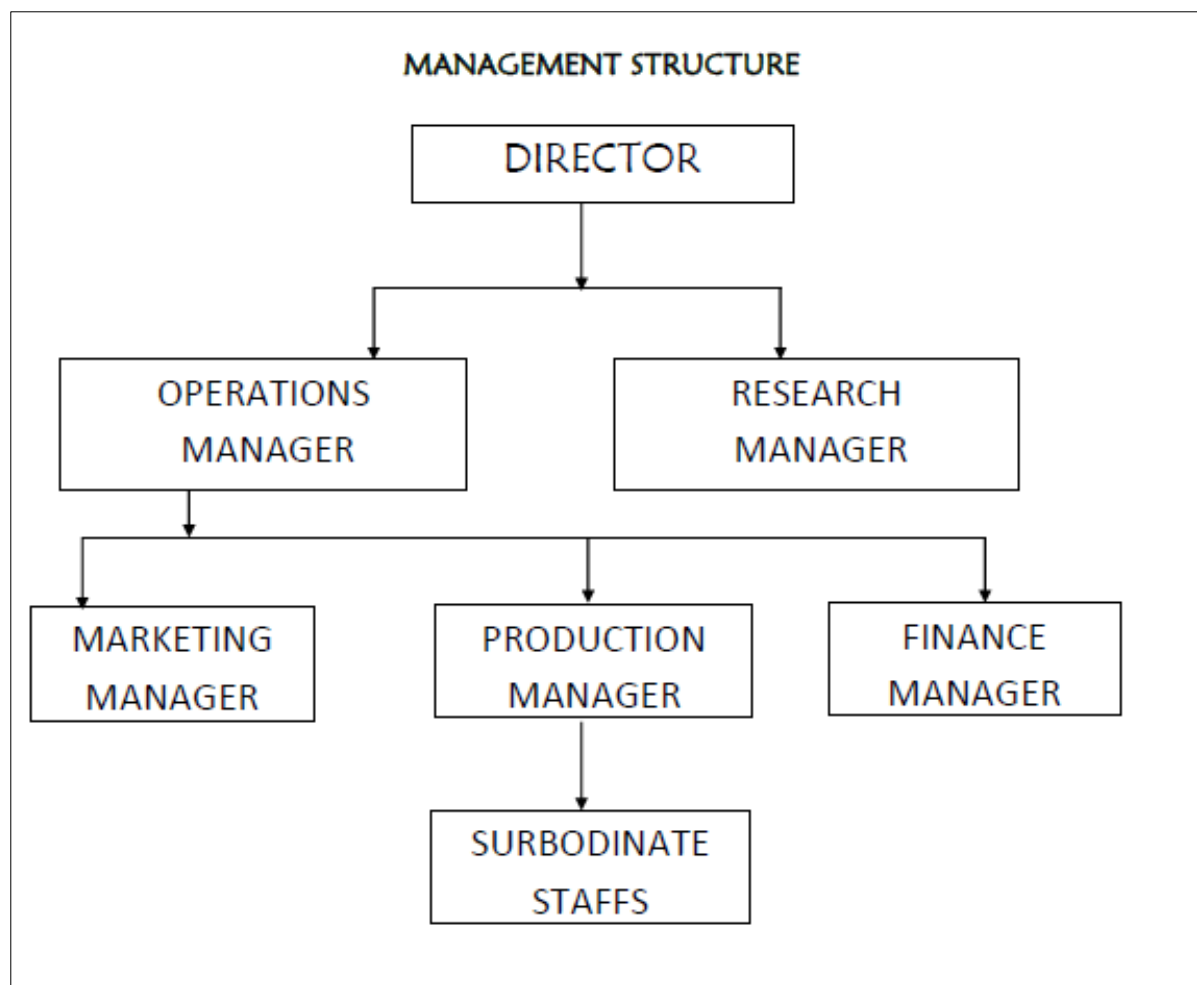 MANAGEMENT STRUCTURE
DIRECTOR
OPERATIONS
MANAGER
RESEARCH
MANAGER
MARKETING
MANAGER
PRODUCTION
MANAGER
FINANCE
MANAGER
SURBODINATE
STAFFS